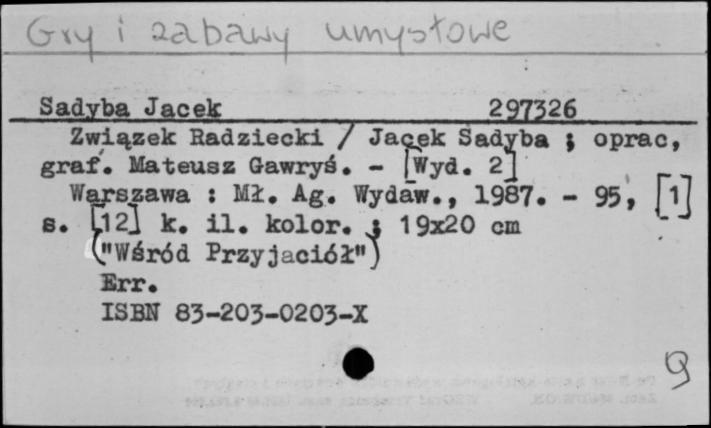 Gry i zabawy umysłowe
Sadyba Jacek 297326
Związek Radziecki / Jacek Sadyba ; oprac,
graf. Mateusz Gawryś. - [Wyd. 2]
Warszawa : Mł. Ag. Wydaw., 1987. - 95, [1]
s. [12] k. il. kolor. ; 19x20 cm
("Wśród Przyjaciół")
Err.
ISBN 83-203-0203-X
9